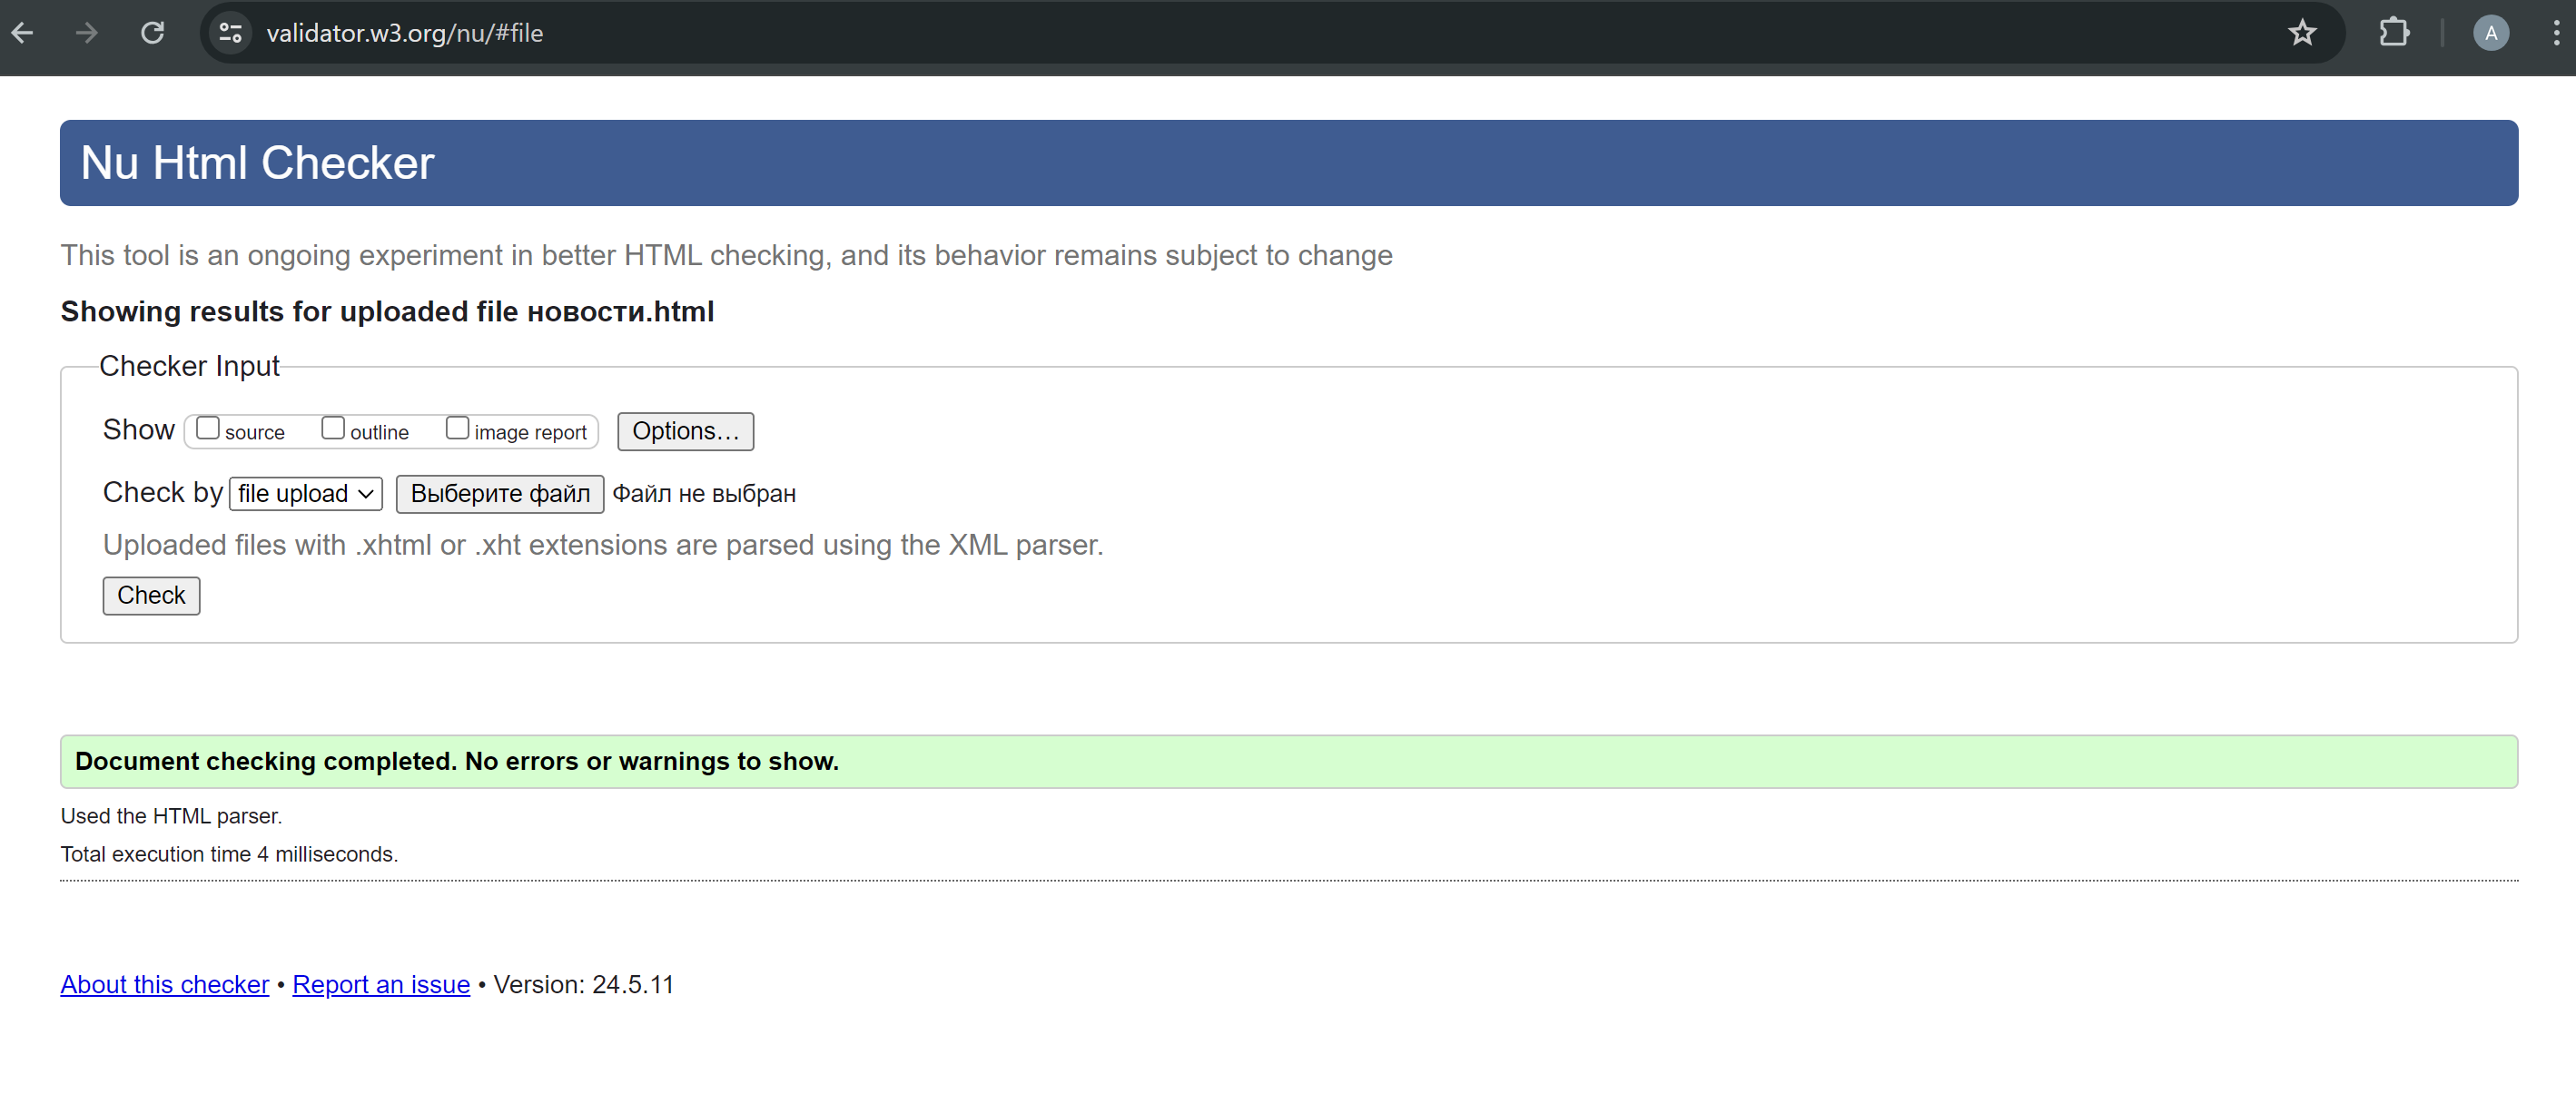 validator.w3.org/nu/#file
A
Nu Html Checker
This tool is an ongoing experiment in better HTML checking, and its behavior remains subject to change
Showing results for uploaded file новости.html
Checker Input
Show source outline image report Options...
Check by file upload Выберите файл Файл не выбран
Uploaded files with .xhtml or .xht extensions are parsed using the XML parser.
Check
Document checking completed. No errors or warnings to show.
Used the HTML parser.
Total execution time 4 milliseconds.
About this checker • Report an issue • Version: 24.5.11